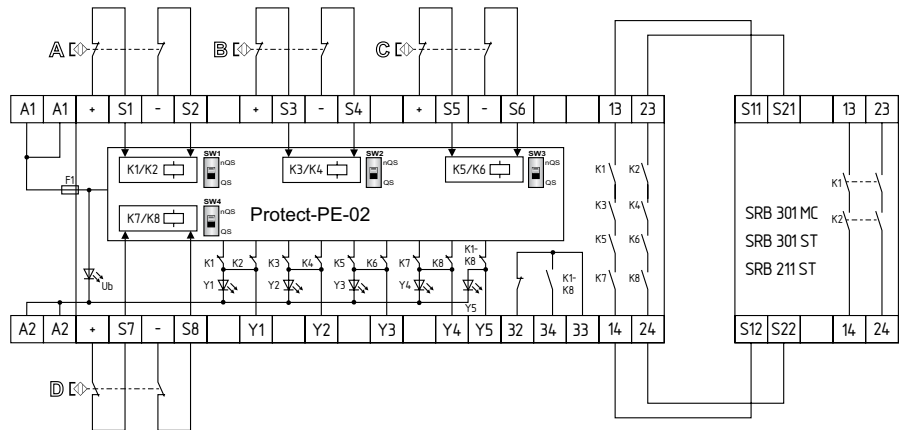 A B C
A1 A1 + S1 - S2 + S3 - S4 + S5 - S6 13 23 S11 S21 13 23
SW1 nQS QS SW2 nQS QS SW3 nQS QS
K1/K2 K3/K4 K5/K6
F1
SW4 nQS QS
K7/K8 Protect-PE-02
K1 K2
K3 K4
K5 K6
K7 K8
K1
K2
SRB 301 MC
SRB 301 ST
SRB 211 ST
K1 K2 K3 K4 K5 K6 K7 K8 K1-
K8
Ub Y1 Y2 Y3 Y4 Y5
K1-
K8
A2 A2 + S7 - S8 Y1 Y2 Y3 Y4 Y5 32 34 33 14 24 S12 S22 14 24
D